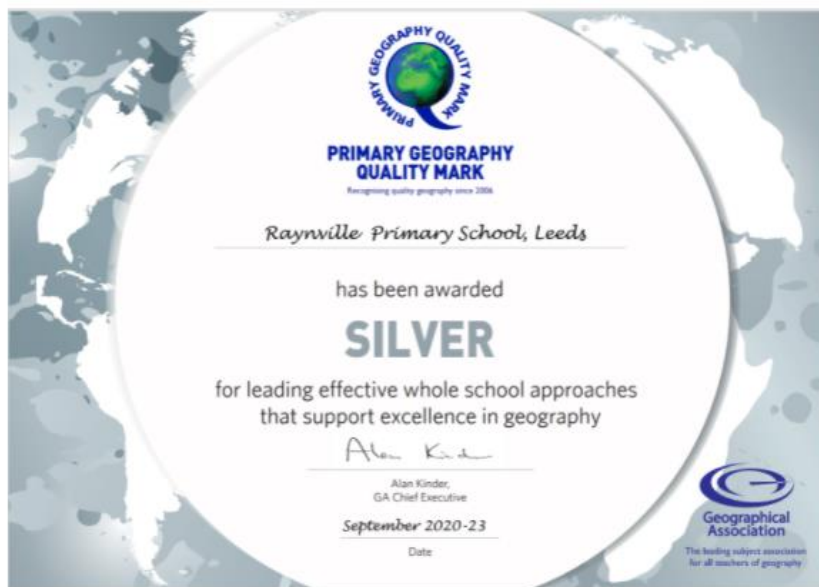 PRIMARY GEOGRAPHY QUALITY MARK
PRIMARY GEOGRAPHY
QUALITY MARK
Recognising quality geography since 2006
Raynville Primary School, Leeds
has been awarded
SILVER
for leading effective whole school approaches
that support excellence in geography
Alan Kinder
Alan Kinder,
GA Chief Executive
September 2020-23
Date
Geographical
Association
The leading subject association
for all teachers of geography